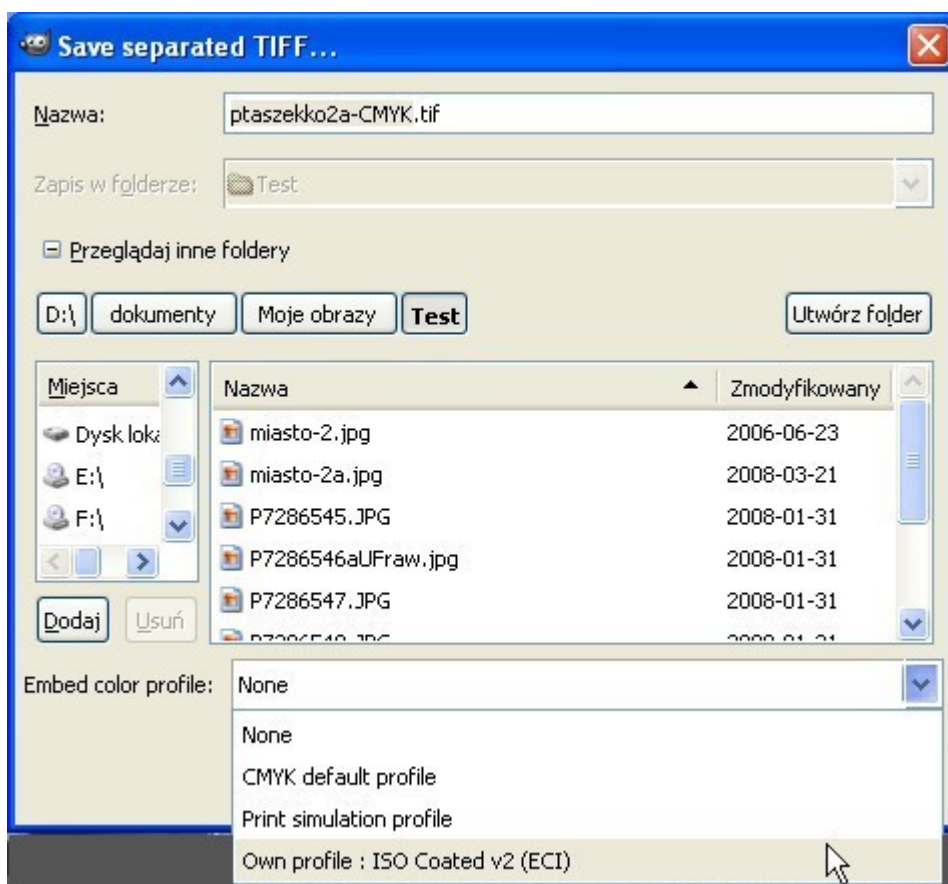 Save separated TIFF...
Nazwa: ptaszekko2a-CMYK.tif
Zapis w folderze: Test
Przeglądaj inne foldery
D:\ dokumenty Moje obrazy Test Utwórz folder
Miejsca Nazwa Zmodyfikowany
Dysk loka miasto-2.jpg 2006-06-23
E:\ miasto-2a.jpg 2008-03-21
F:\ P7286545.JPG 2008-01-31
P7286546aUFraw.jpg 2008-01-31
P7286547.JPG 2008-01-31
Dodaj Usuń
Embed color profile: None
None
CMYK default profile
Print simulation profile
Own profile : ISO Coated v2 (ECI)